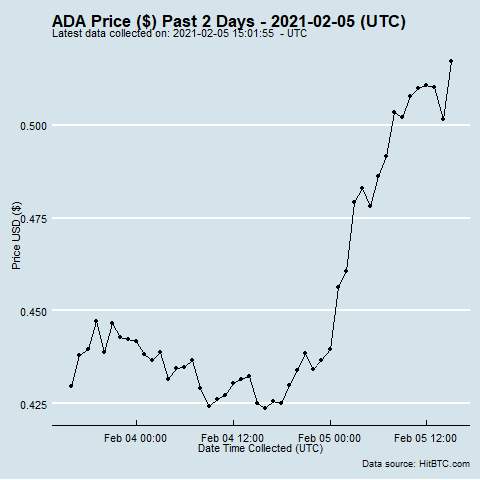 ADA Price ($) Past 2 Days - 2021-02-05 (UTC)
Latest data collected on: 2021-02-05 15:01:55 - UTC
0.500
0.475
0.450
0.425
Price USD ($)
Feb 04 00:00 Feb 04 12:00 Feb 05 00:00 Feb 05 12:00
Date Time Collected (UTC)
Data source: HitBTC.com